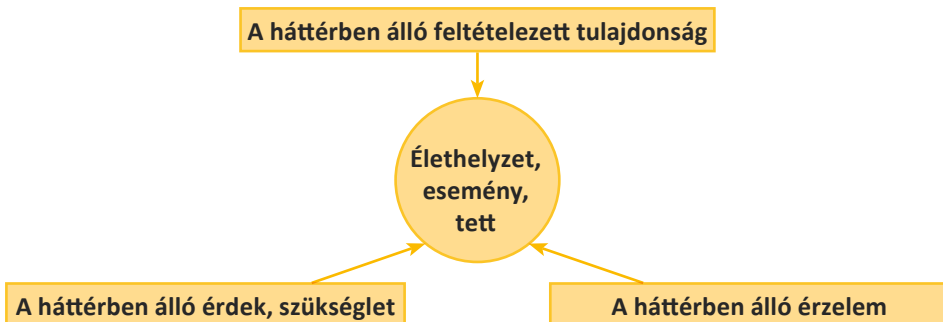 A háttérben álló feltételezett tulajdonság
Élethelyzet,
esemény,
tett
A háttérben álló érdek, szükséglet
A háttérben álló érzelem